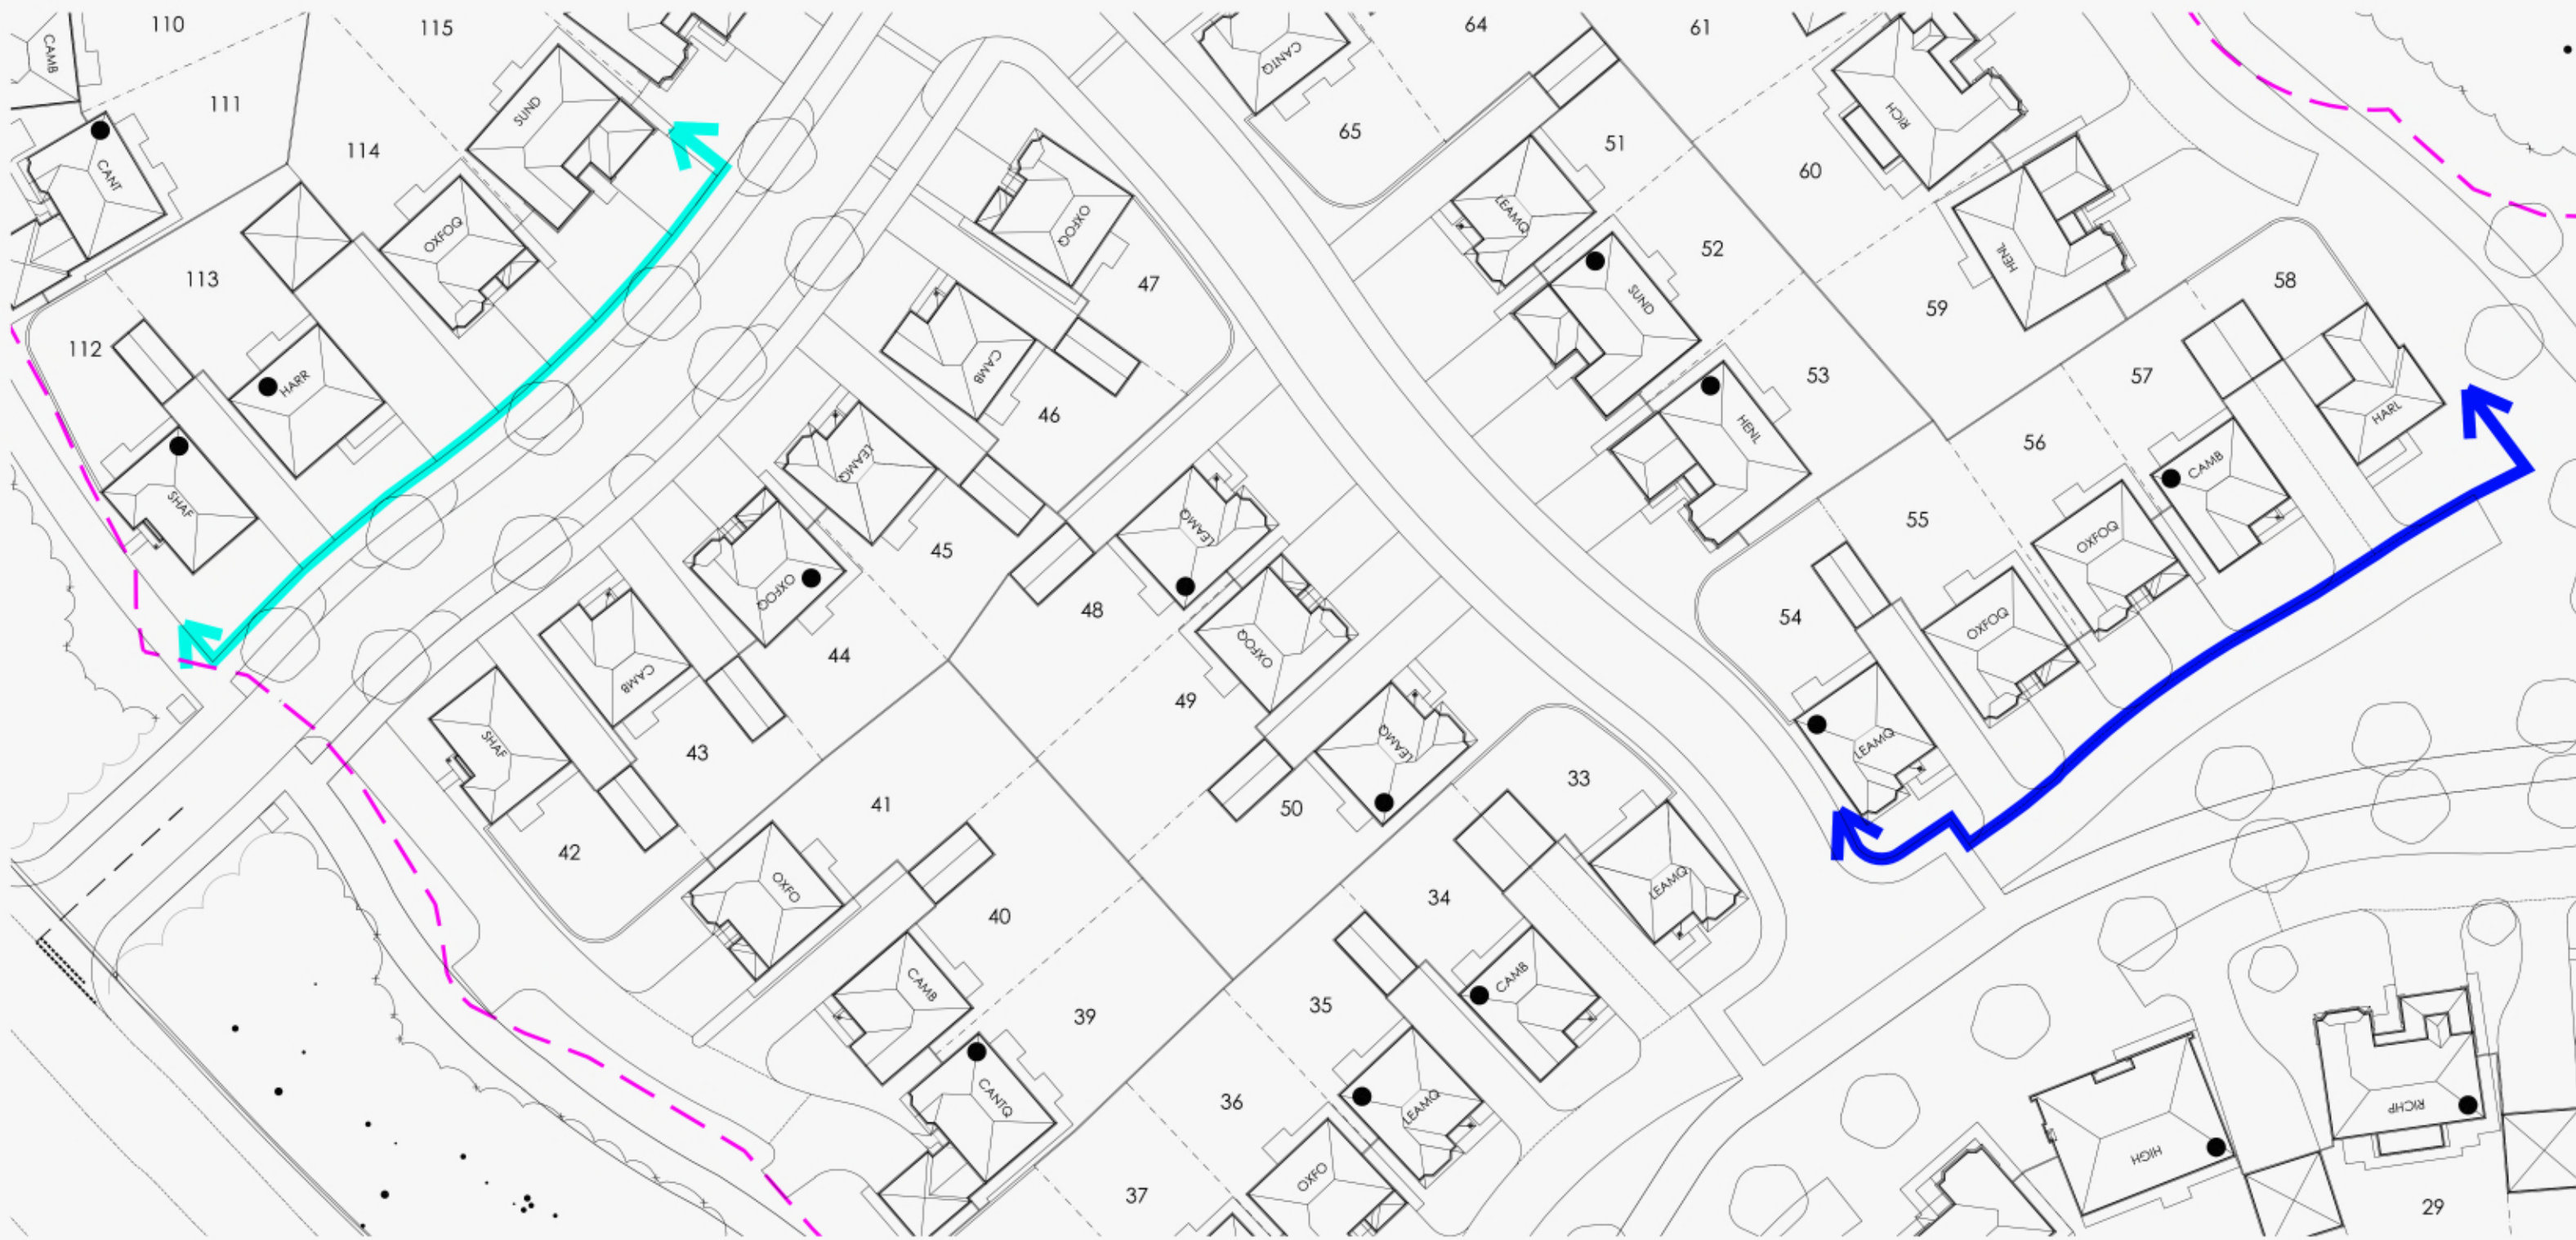 110
115
64
61
CAMB
CANTQ
111
SUND
RICH
65
114
51
60
CANT
OXFOQ
LEAMQ
OXFOQ
52
HENL
113
47
58
SUND
59
112
HARR
CAMB
53
57
46
HARL
HENL
56
LEAMQ
CAMB
SHAF
LEAMQ
55
OXFOQ
45
OXFOQ
48
54
OXFOQ
OXFOQ
44
CAMB
49
SHAF
43
LEAMQ
LEAMQ
33
41
50
42
OXFO
LEAMQ
34
40
CAMB
CAMB
35
39
CANTQ
36
LEAMQ
RICHP
HIGH
OXFO
37
29